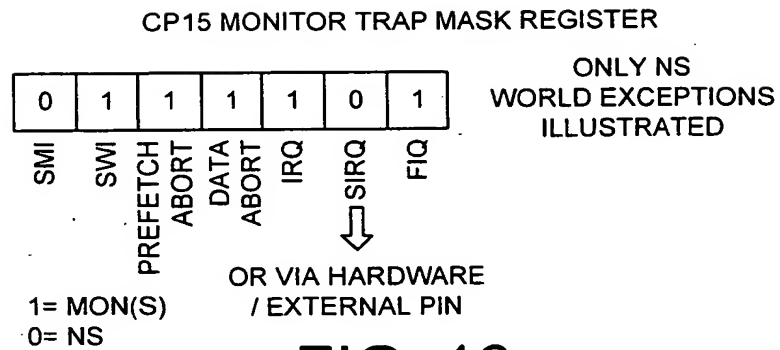 CP15 MONITOR TRAP MASK REGISTER
0 1 1 1 1 0 1
ONLY NS
WORLD EXCEPTIONS
ILLUSTRATED
SMI
SWI
PREFETCH
ABORT
DATA
ABORT
IRQ
SIRQ
FIQ
OR VIA HARDWARE
/ EXTERNAL PIN
1= MON(S)
0= NS